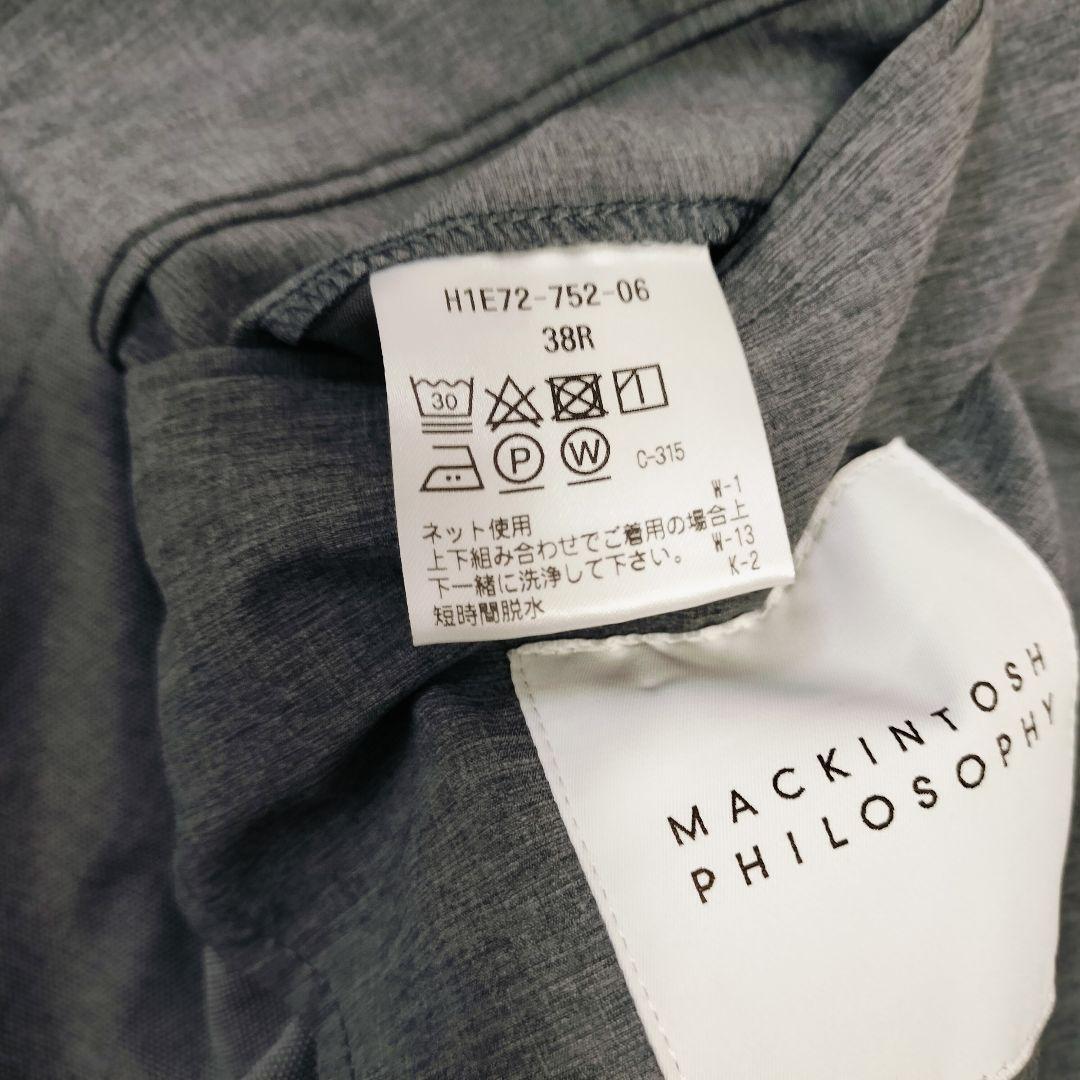 H1E72-752-06
38R
30
P W C-315
W-1
ネット使用
上下組み合わせでご着用の場合上 W-13
下一緒に洗浄して下さい。 K-2
短時間脱水
MACKINTOSH
PHILOSOPHY